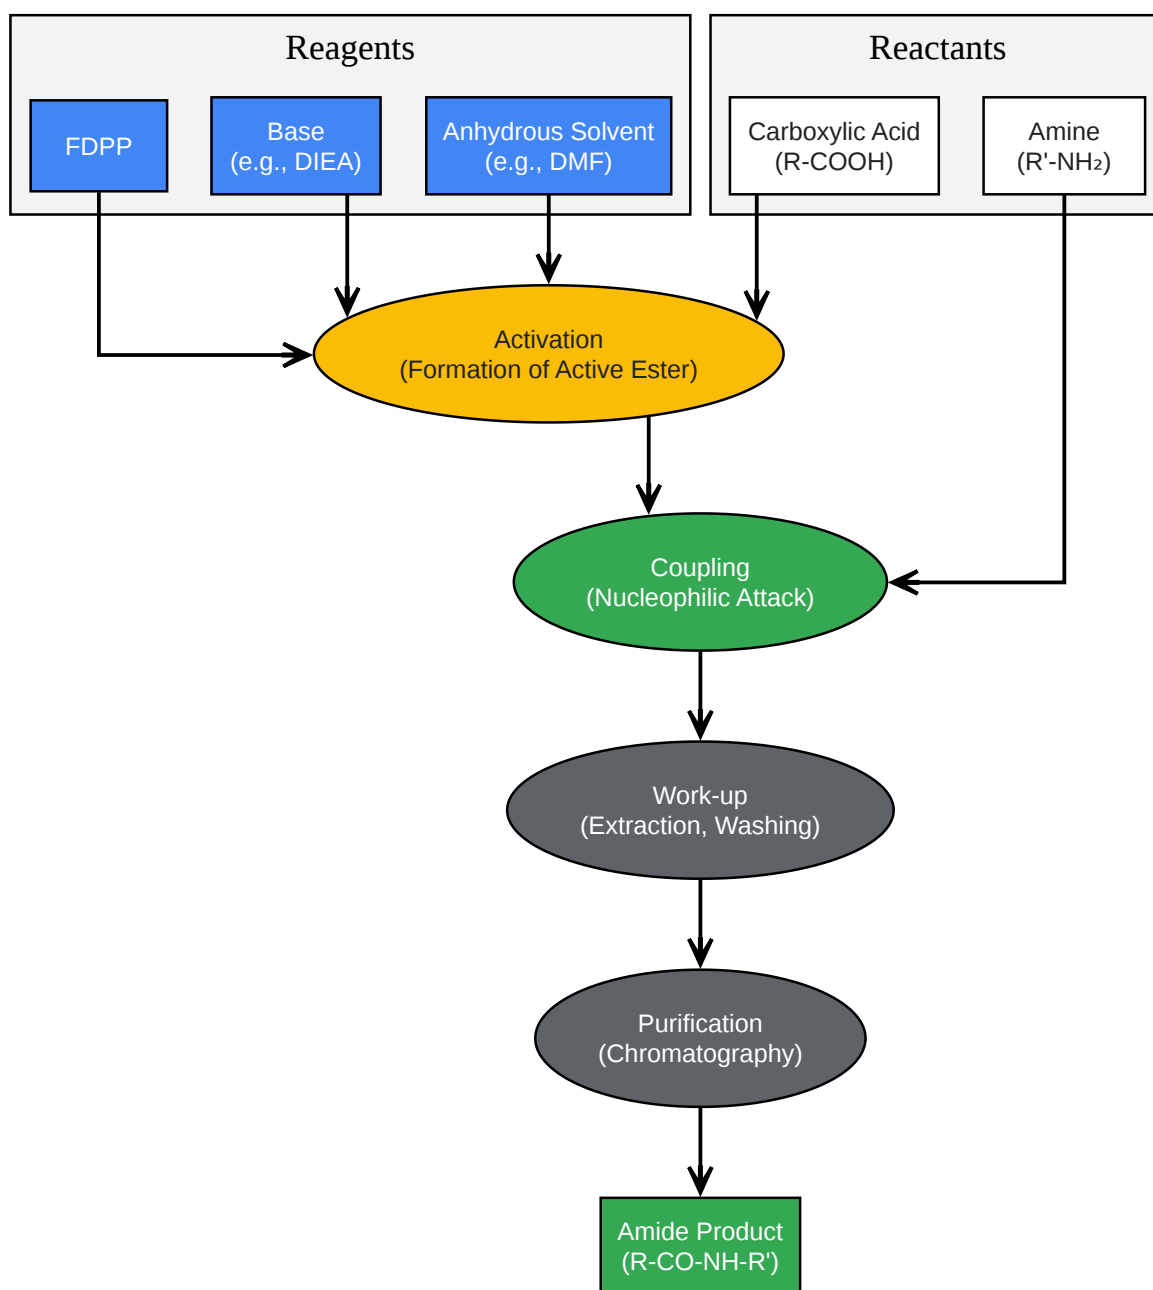 Reagents
Reactants
FDPP
Base
(e.g., DIEA)
Anhydrous Solvent
(e.g., DMF)
Carboxylic Acid
(R-COOH)
Amine
(R'-NH₂)
Activation
(Formation of Active Ester)
Coupling
(Nucleophilic Attack)
Work-up
(Extraction, Washing)
Purification
(Chromatography)
Amide Product
(R-CO-NH-R')